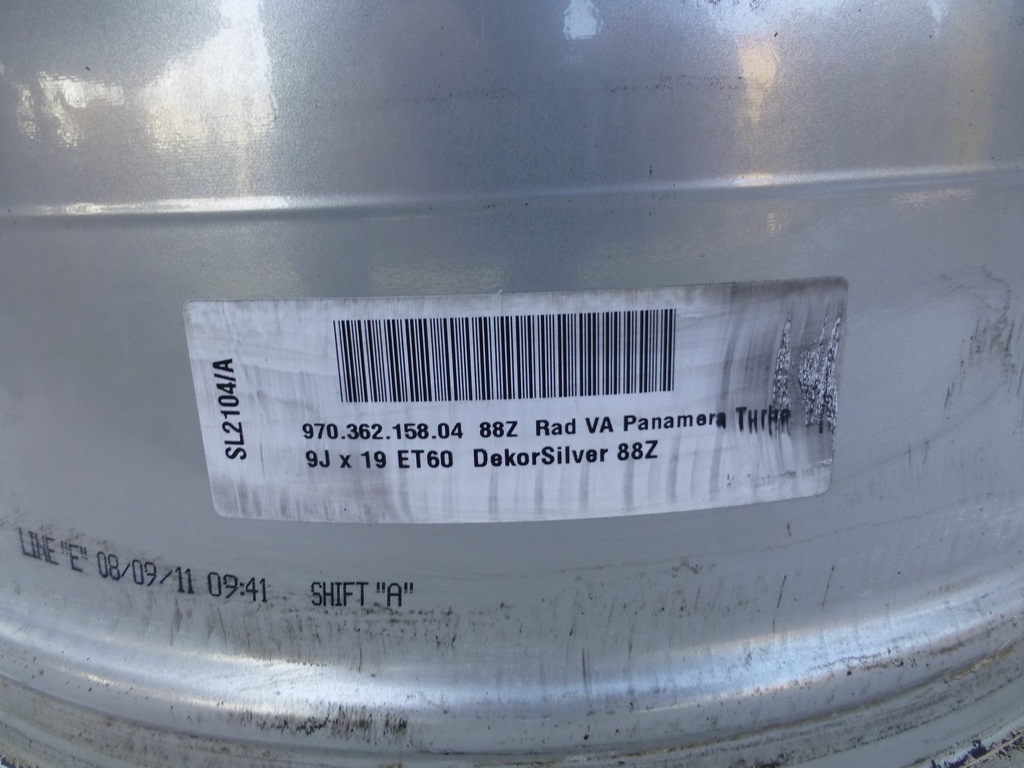 SL2104/A
970.362.158.04 88Z Rad VA Panamera
9J x 19 ET60 DekorSilver 88Z
LINE "E" 08/09/11 09:41 SHIFT "A"